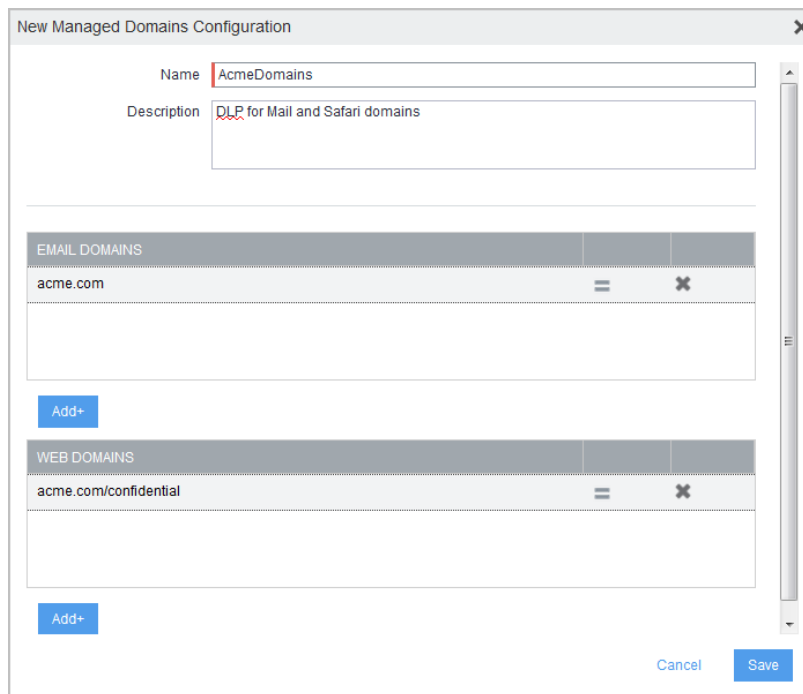 New Managed Domains Configuration
Name AcmeDomains
Description DLP for Mail and Safari domains
EMAIL DOMAINS
acme.com
Add+
WEB DOMAINS
acme.com/confidential
Add+
Cancel Save